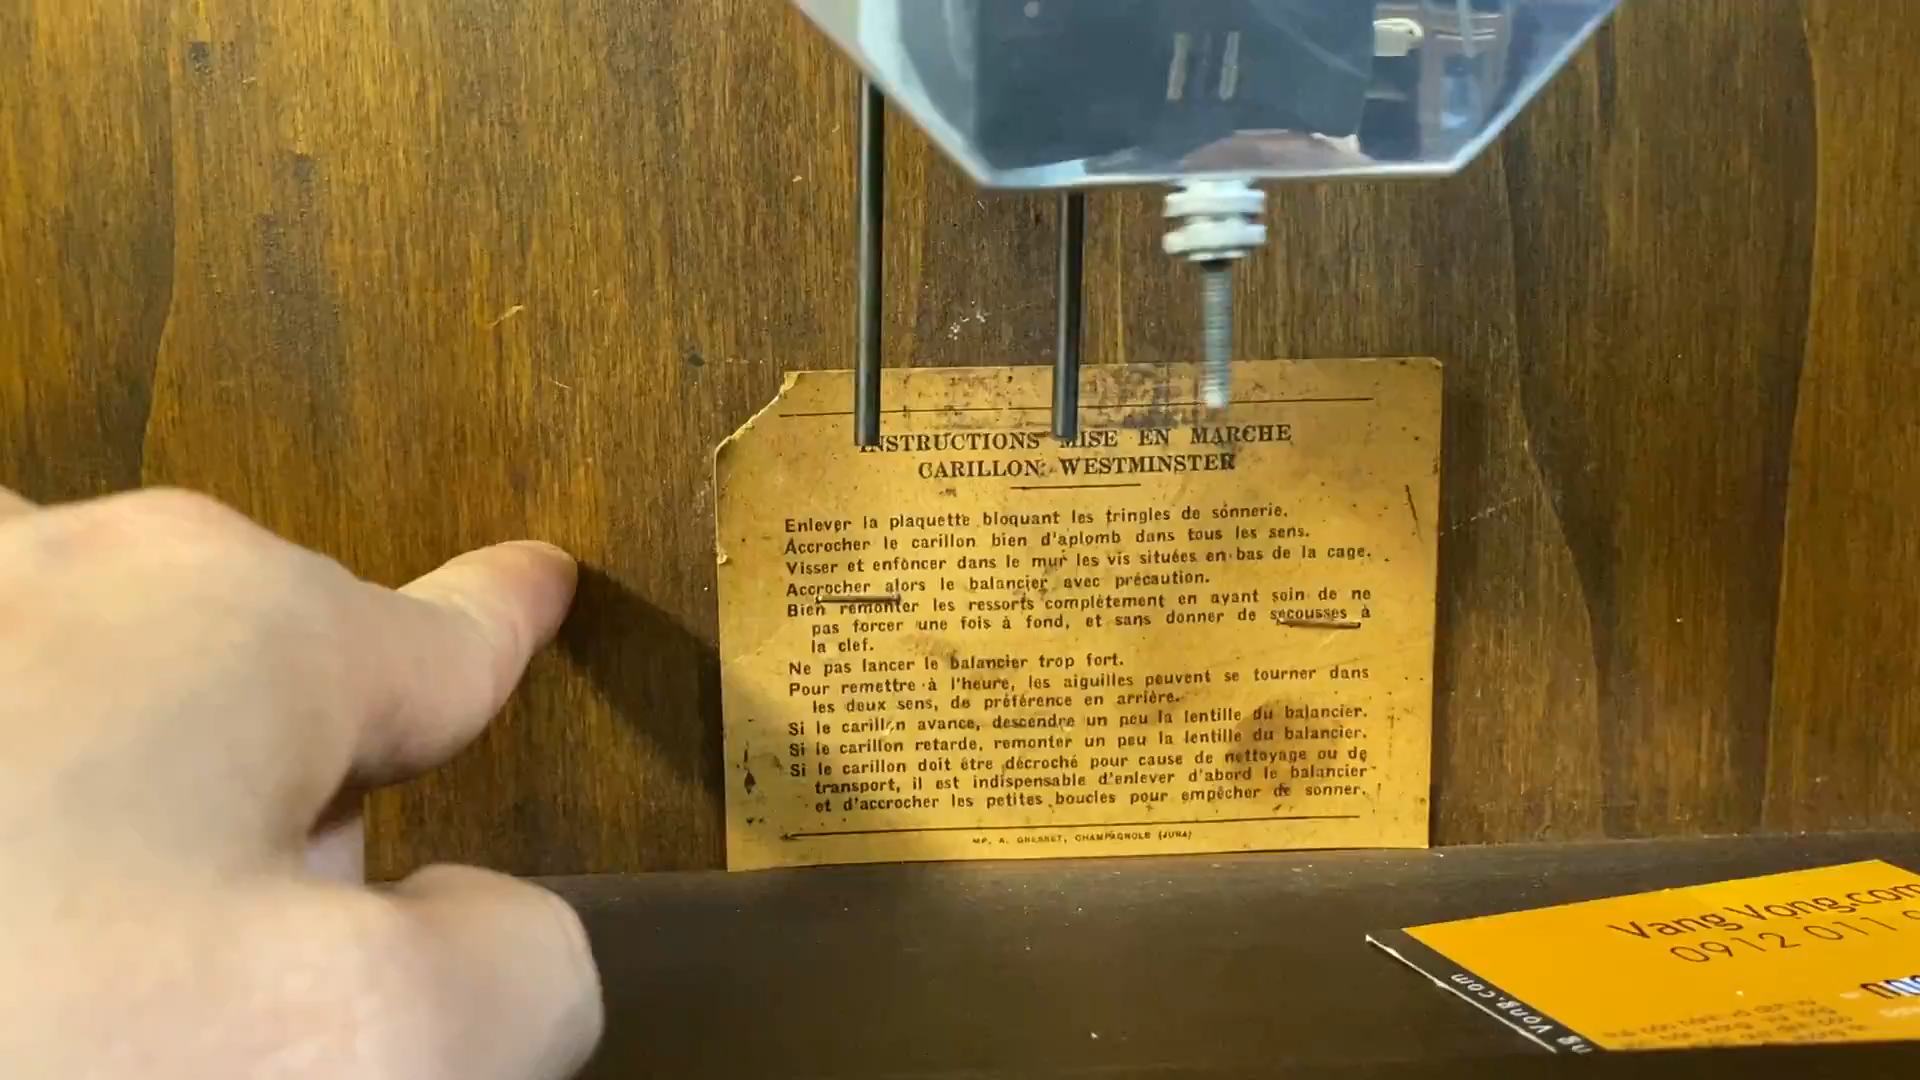 INSTRUCTIONS MISE EN MARCHE
CARILLON WESTMINSTER
Enlever la plaquette bloquant les tringles de sonnerie.
Accrocher le carillon bien d'aplomb dans tous les sens.
Visser et enfoncer dans le mur les vis situées en bas de la cage.
Accrocher alors le balancier avec précaution.
Bien remonter les ressorts complètement en ayant soin de ne
pas forcer une fois à fond, et sans donner de secousses à
la clef.
Ne pas lancer le balancier trop fort.
Pour remettre à l'heure, les aiguilles peuvent se tourner dans
les deux sens, de préférence en arrière.
Si le carillon avance, descendre un peu la lentille du balancier.
Si le carillon retarde, remonter un peu la lentille du balancier.
Si le carillon doit être décroché pour cause de nettoyage ou de
transport, il est indispensable d'enlever d'abord le balancier
et d'accrocher les petites boucles pour empêcher de sonner.
MP. A. GRESSET, CHAMPAGNOLE (JURA)
Vang Vong.com
0912 011
ng Vong.com